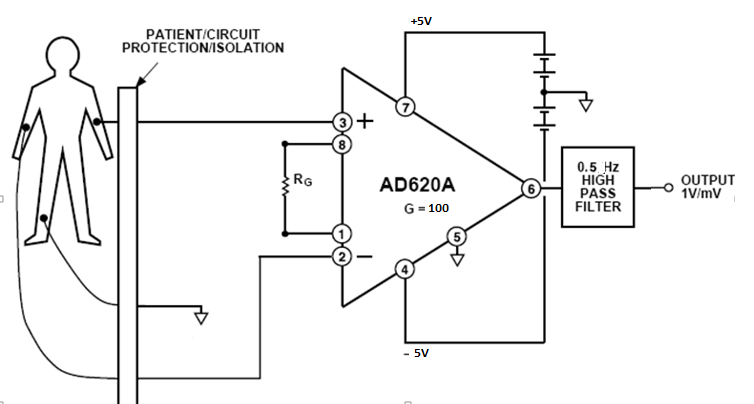 +5V
PATIENT/CIRCUIT
PROTECTION/ISOLATION
7
3 +
8
RG
AD620A
G = 100
6
0.5 Hz
HIGH
PASS
FILTER
OUTPUT
1V/mV
1
5
2 –
4
– 5V